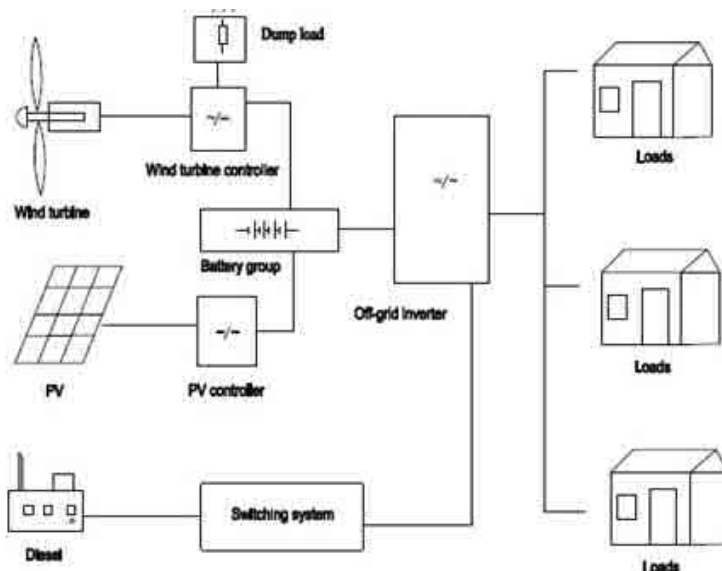 Dump load
~/~
Wind turbine controller
Wind turbine
~/~
Loads
Battery group
Off-grid inverter
~/~
PV
PV controller
Loads
Switching system
Diesel
Loads